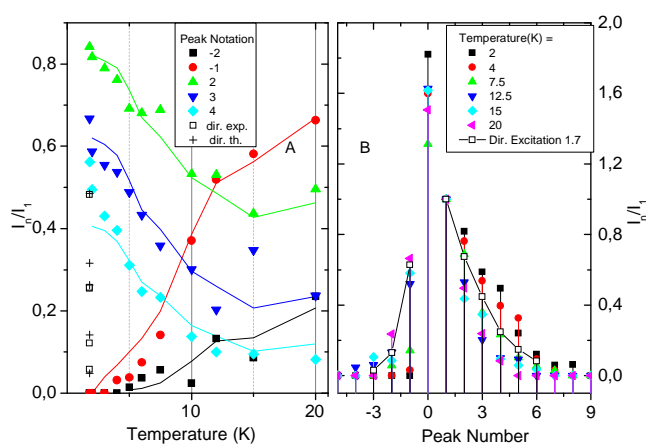 Peak Notation
-2
-1
2
3
4
dir. exp.
dir. th.
A
0,8
0,6
0,4
0,2
0,0
0
10
20
Temperature (K)
I_n/I_1
Temperature(K) =
2
4
7.5
12.5
15
20
Dir. Excitation 1.7
B
-3
0
3
6
9
Peak Number
2,0
1,6
1,2
0,8
0,4
0,0
I_n/I_1